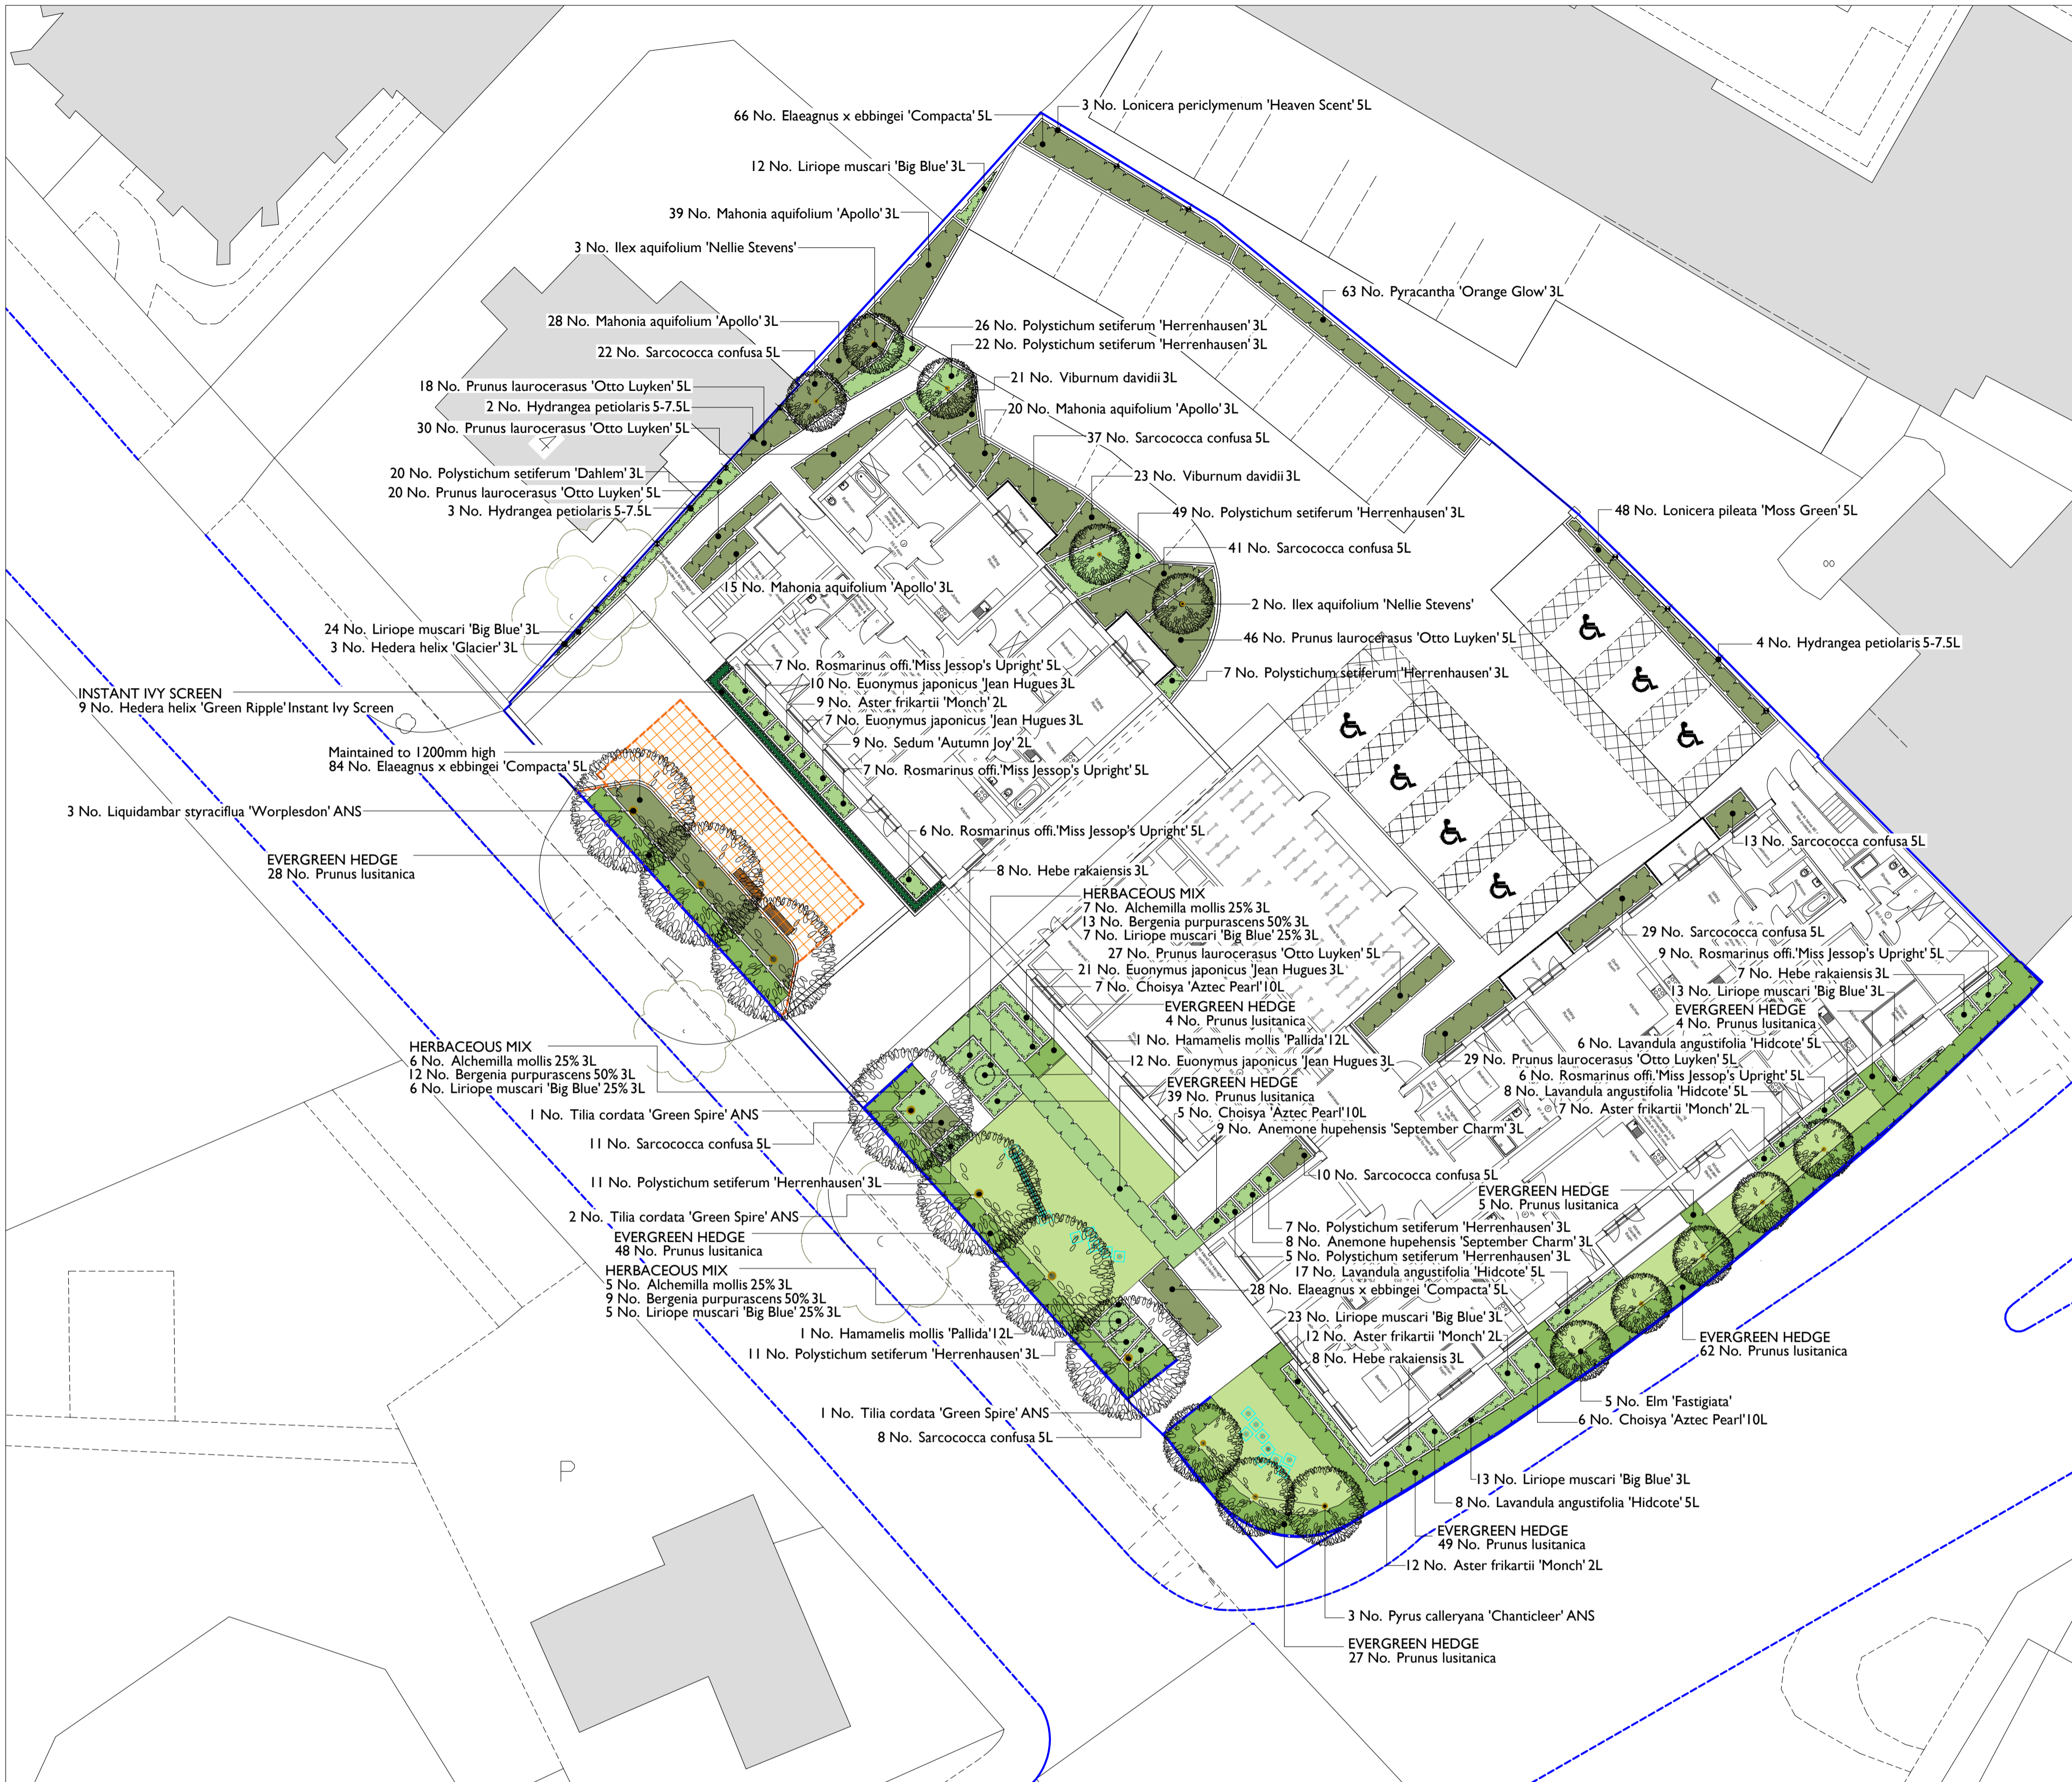 3 No. Lonicera periclymenum 'Heaven Scent' 5L
66 No. Elaeagnus x ebbingei 'Compacta' 5L
12 No. Liriope muscari 'Big Blue' 3L
39 No. Mahonia aquifolium 'Apollo' 3L
3 No. Ilex aquifolium 'Nellie Stevens'
63 No. Pyracantha 'Orange Glow' 3L
28 No. Mahonia aquifolium 'Apollo' 3L
26 No. Polystichum setiferum 'Herrenhausen' 3L
22 No. Polystichum setiferum 'Herrenhausen' 3L
22 No. Sarcococca confusa 5L
21 No. Viburnum davidii 3L
18 No. Prunus laurocerasus 'Otto Luyken' 5L
2 No. Hydrangea petiolaris 5-7.5L
20 No. Mahonia aquifolium 'Apollo' 3L
30 No. Prunus laurocerasus 'Otto Luyken' 5L
37 No. Sarcococca confusa 5L
20 No. Polystichum setiferum 'Dahlem' 3L
23 No. Viburnum davidii 3L
20 No. Prunus laurocerasus 'Otto Luyken' 5L
3 No. Hydrangea petiolaris 5-7.5L
49 No. Polystichum setiferum 'Herrenhausen' 3L
48 No. Lonicera pileata 'Moss Green' 5L
41 No. Sarcococca confusa 5L
15 No. Mahonia aquifolium 'Apollo' 3L
2 No. Ilex aquifolium 'Nellie Stevens'
24 No. Liriope muscari 'Big Blue' 3L
3 No. Hedera helix 'Glacier' 3L
46 No. Prunus laurocerasus 'Otto Luyken' 5L
4 No. Hydrangea petiolaris 5-7.5L
7 No. Polystichum setiferum 'Herrenhausen' 3L
7 No. Rosmarinus offi.'Miss Jessop's Upright' 5L
10 No. Euonymus japonicus 'Jean Hugues 3L
9 No. Aster frikartii 'Monch' 2L
7 No. Euonymus japonicus 'Jean Hugues 3L
9 No. Sedum 'Autumn Joy' 2L
7 No. Rosmarinus offi.'Miss Jessop's Upright' 5L
INSTANT IVY SCREEN
9 No. Hedera helix 'Green Ripple' Instant Ivy Screen
Maintained to 1200mm high
84 No. Elaeagnus x ebbingei 'Compacta' 5L
3 No. Liquidambar styraciflua 'Worplesdon' ANS
EVERGREEN HEDGE
28 No. Prunus lusitanica
6 No. Rosmarinus offi.'Miss Jessop's Upright' 5L
8 No. Hebe rakaiensis 3L
HERBACEOUS MIX
7 No. Alchemilla mollis 25% 3L
13 No. Bergenia purpurascens 50% 3L
7 No. Liriope muscari 'Big Blue' 25% 3L
27 No. Prunus laurocerasus 'Otto Luyken' 5L
21 No. Euonymus japonicus 'Jean Hugues 3L
7 No. Choisya 'Aztec Pearl' 10L
EVERGREEN HEDGE
4 No. Prunus lusitanica
1 No. Hamamelis mollis 'Pallida' 12L
12 No. Euonymus japonicus 'Jean Hugues 3L
EVERGREEN HEDGE
39 No. Prunus lusitanica
5 No. Choisya 'Aztec Pearl' 10L
9 No. Anemone hupehensis 'September Charm' 3L
13 No. Sarcococca confusa 5L
29 No. Sarcococca confusa 5L
9 No. Rosmarinus offi.'Miss Jessop's Upright' 5L
7 No. Hebe rakaiensis 3L
13 No. Liriope muscari 'Big Blue' 3L
EVERGREEN HEDGE
4 No. Prunus lusitanica
6 No. Lavandula angustifolia 'Hidcote' 5L
29 No. Prunus laurocerasus 'Otto Luyken' 5L
6 No. Rosmarinus offi.'Miss Jessop's Upright' 5L
8 No. Lavandula angustifolia 'Hidcote' 5L
7 No. Aster frikartii 'Monch' 2L
HERBACEOUS MIX
6 No. Alchemilla mollis 25% 3L
12 No. Bergenia purpurascens 50% 3L
6 No. Liriope muscari 'Big Blue' 25% 3L
1 No. Tilia cordata 'Green Spire' ANS
11 No. Sarcococca confusa 5L
11 No. Polystichum setiferum 'Herrenhausen' 3L
2 No. Tilia cordata 'Green Spire' ANS
EVERGREEN HEDGE
48 No. Prunus lusitanica
HERBACEOUS MIX
5 No. Alchemilla mollis 25% 3L
9 No. Bergenia purpurascens 50% 3L
5 No. Liriope muscari 'Big Blue' 25% 3L
1 No. Hamamelis mollis 'Pallida' 12L
11 No. Polystichum setiferum 'Herrenhausen' 3L
1 No. Tilia cordata 'Green Spire' ANS
8 No. Sarcococca confusa 5L
10 No. Sarcococca confusa 5L
EVERGREEN HEDGE
5 No. Prunus lusitanica
7 No. Polystichum setiferum 'Herrenhausen' 3L
8 No. Anemone hupehensis 'September Charm' 3L
5 No. Polystichum setiferum 'Herrenhausen' 3L
17 No. Lavandula angustifolia 'Hidcote' 5L
28 No. Elaeagnus x ebbingei 'Compacta' 5L
23 No. Liriope muscari 'Big Blue' 3L
12 No. Aster frikartii 'Monch' 2L
8 No. Hebe rakaiensis 3L
EVERGREEN HEDGE
62 No. Prunus lusitanica
5 No. Elm 'Fastigiata'
6 No. Choisya 'Aztec Pearl' 10L
13 No. Liriope muscari 'Big Blue' 3L
8 No. Lavandula angustifolia 'Hidcote' 5L
EVERGREEN HEDGE
49 No. Prunus lusitanica
12 No. Aster frikartii 'Monch' 2L
3 No. Pyrus calleryana 'Chanticleer' ANS
EVERGREEN HEDGE
27 No. Prunus lusitanica
P